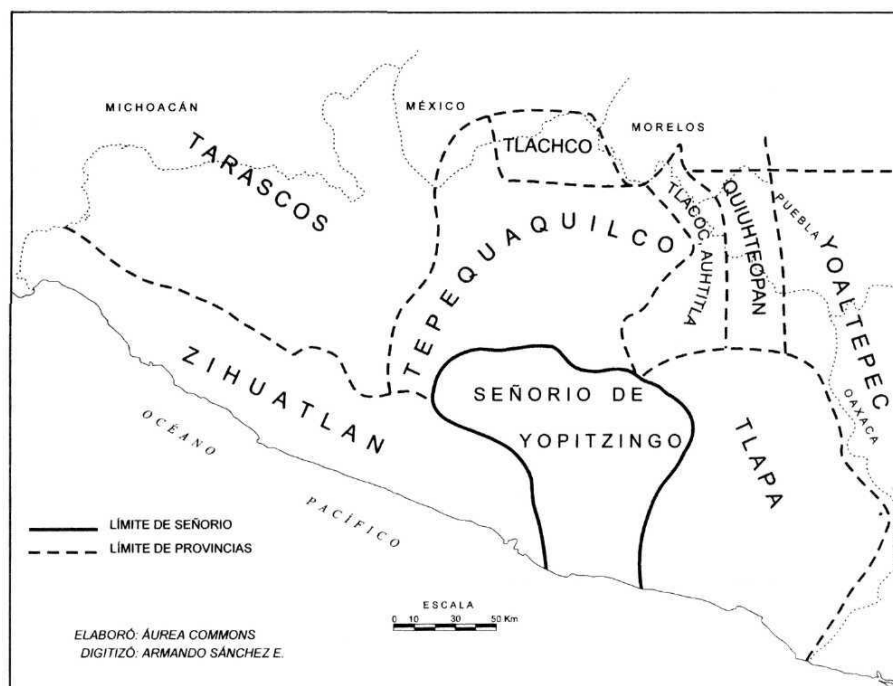 MICHOACÁN
MÉXICO
MORELOS
TLACHCO
TARASCOS
TEPEQUAQUILCO
TLACOC, AUHTITLA
QUIUHTEOPAN
PUEBLA
YOALTEPEC
ZIHUATLAN
SEÑORIO DE
YOPITZINGO
TLAPA
OAXACA
OCÉANO
PACÍFICO
LÍMITE DE SEÑORIO
LÍMITE DE PROVINCIAS
ESCALA
0 10 30 50 Km
ELABORÓ: ÁUREA COMMONS
DIGITIZÓ: ARMANDO SÁNCHEZ E.